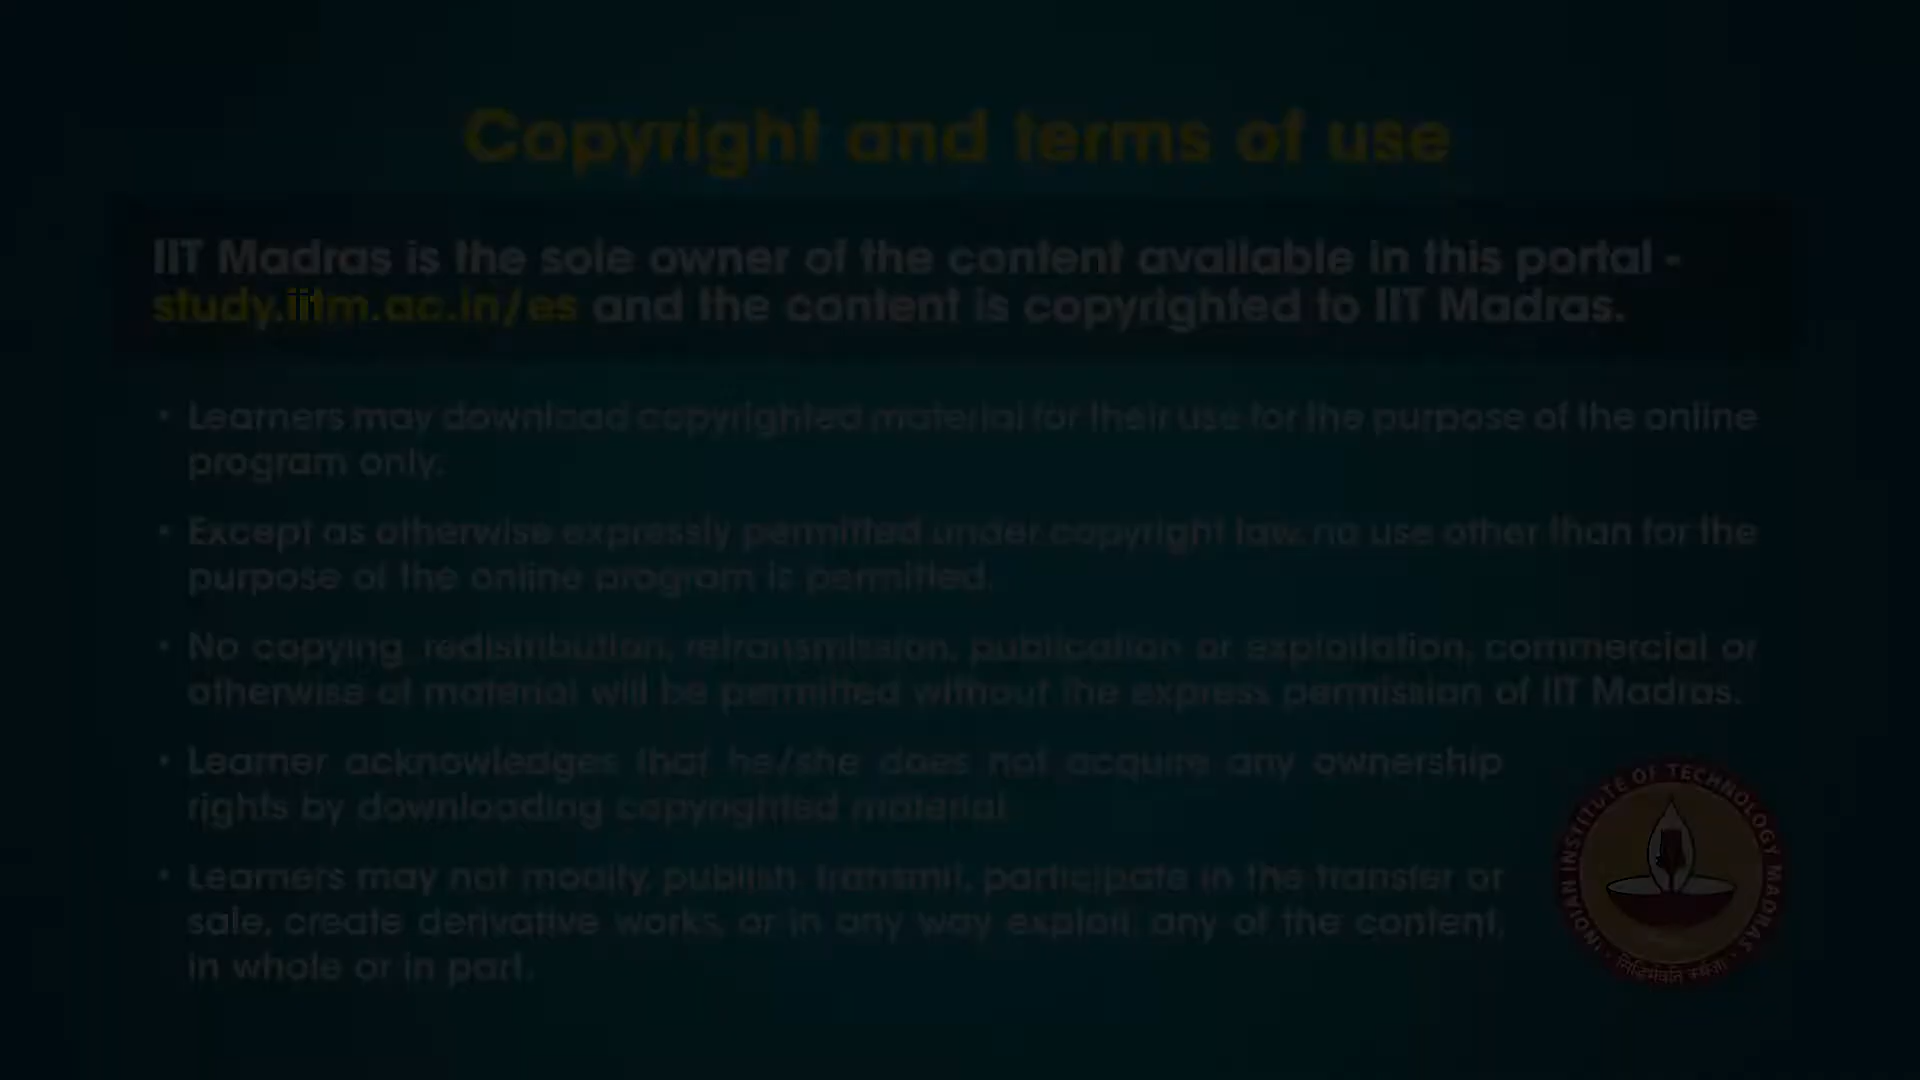 Copyright and terms of use
IIT Madras is the sole owner of the content available in this portal -
study.iitm.ac.in/es and the content is copyrighted to IIT Madras.
• Learners may download copyrighted material for their use for the purpose of the online
program only.
• Except as otherwise expressly permitted under copyright law, no use other than for the
purpose of the online program is permitted.
• No copying, redistribution, retransmission, publication or exploitation, commercial or
otherwise of material will be permitted without the express permission of IIT Madras.
• Learner acknowledges that he/she does not acquire any ownership
rights by downloading copyrighted material.
• Learners may not modify, publish, transmit, participate in the transfer or
sale, create derivative works, or in any way exploit, any of the content,
in whole or in part.
INDIAN INSTITUTE OF TECHNOLOGY MADRAS
सिद्धिर्भवति कर्मजा